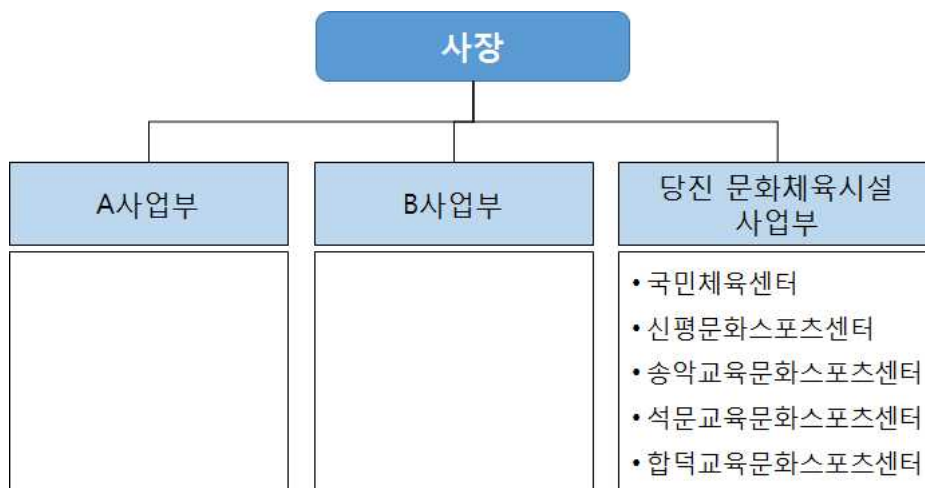 사장
A사업부
B사업부
당진 문화체육시설
사업부
• 국민체육센터
• 신평문화스포츠센터
• 송악교육문화스포츠센터
• 석문교육문화스포츠센터
• 합덕교육문화스포츠센터